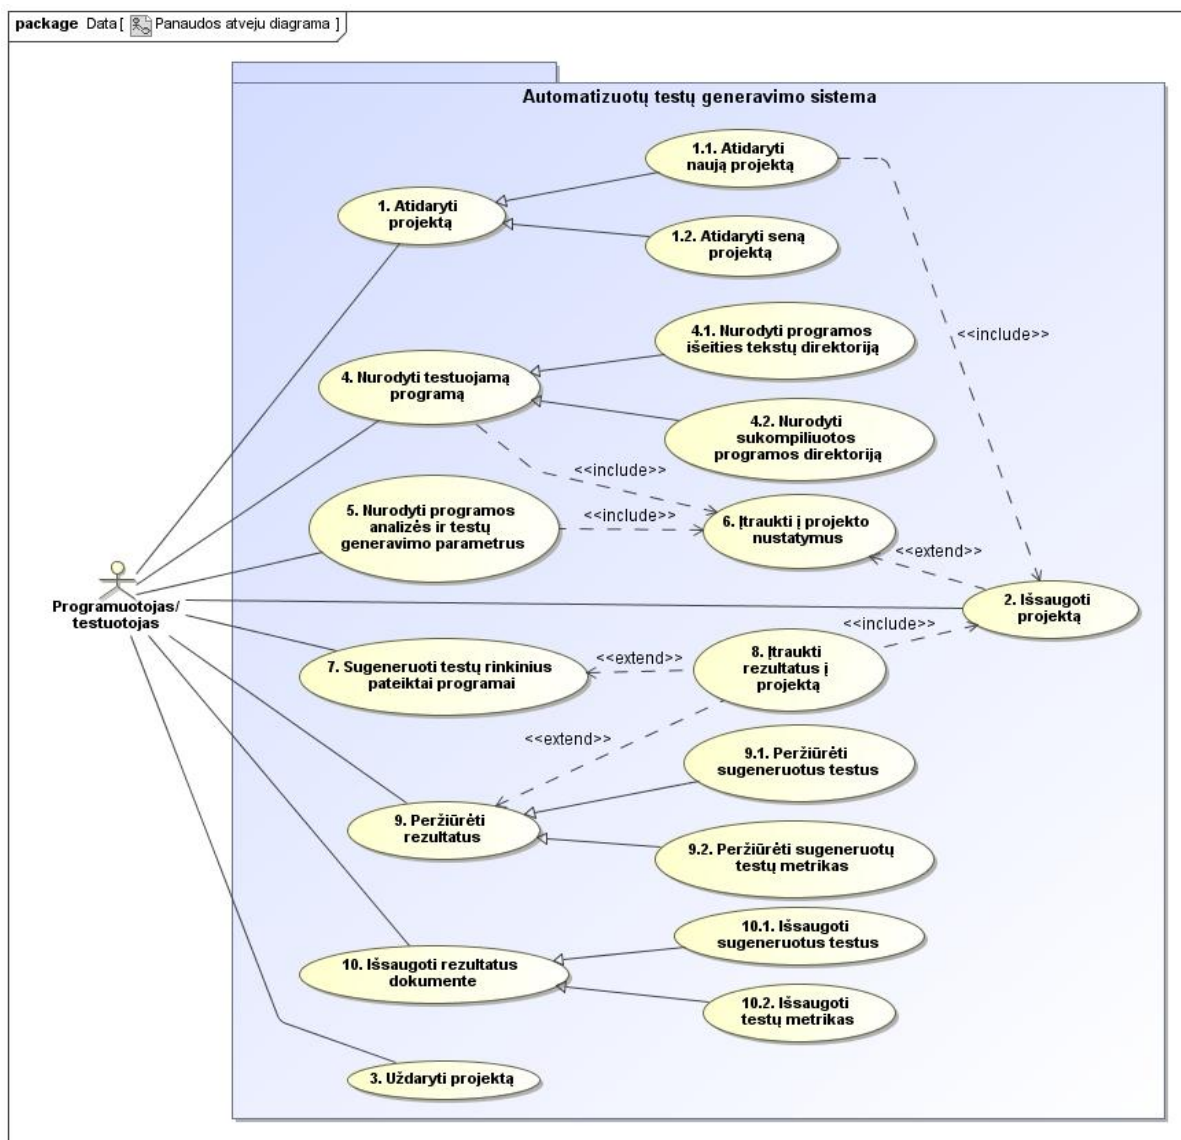 package Data [ Panaudos atveju diagrama ]
Automatizuotų testų generavimo sistema
1.1. Atidaryti
naują projektą
1. Atidaryti
projektą
1.2. Atidaryti seną
projektą
<<include>>
4.1. Nurodyti programos
išeities tekstų direktoriją
4. Nurodyti testuojamą
programą
4.2. Nurodyti
sukompiliuotos
programos direktoriją
<<include>>
5. Nurodyti programos
analizės ir testų
generavimo parametrus
<<include>>
6. Įtraukti į projekto
nustatymus
<<extend>>
Programuotojas/
testuotojas
2. Išsaugoti
projektą
<<include>>
7. Sugeneruoti testų rinkinius
pateiktai programai
<<extend>>
8. Įtraukti
rezultatus į
projektą
<<extend>>
9.1. Peržiūrėti
sugeneruotus testus
9. Peržiūrėti
rezultatus
9.2. Peržiūrėti sugeneruotų
testų metrikas
10.1. Išsaugoti
sugeneruotus testus
10. Išsaugoti rezultatus
dokumente
10.2. Išsaugoti
testų metrikas
3. Uždaryti projektą